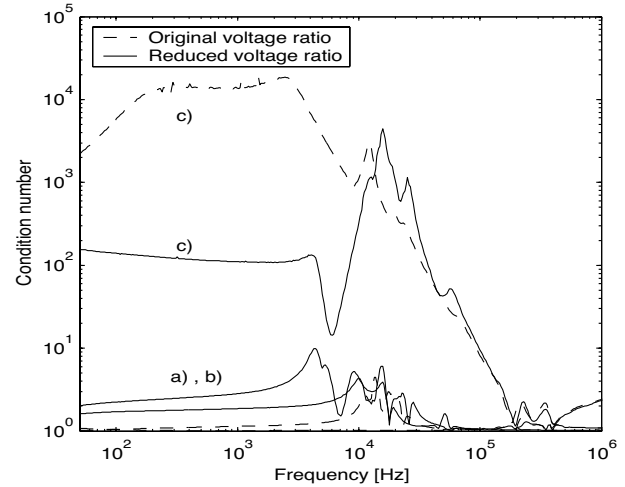 10^5
Original voltage ratio
Reduced voltage ratio
10^4
c)
10^3
Condition number
c)
10^2
10^1
a) , b)
10^0
10^2
10^3
10^4
10^5
10^6
Frequency [Hz]